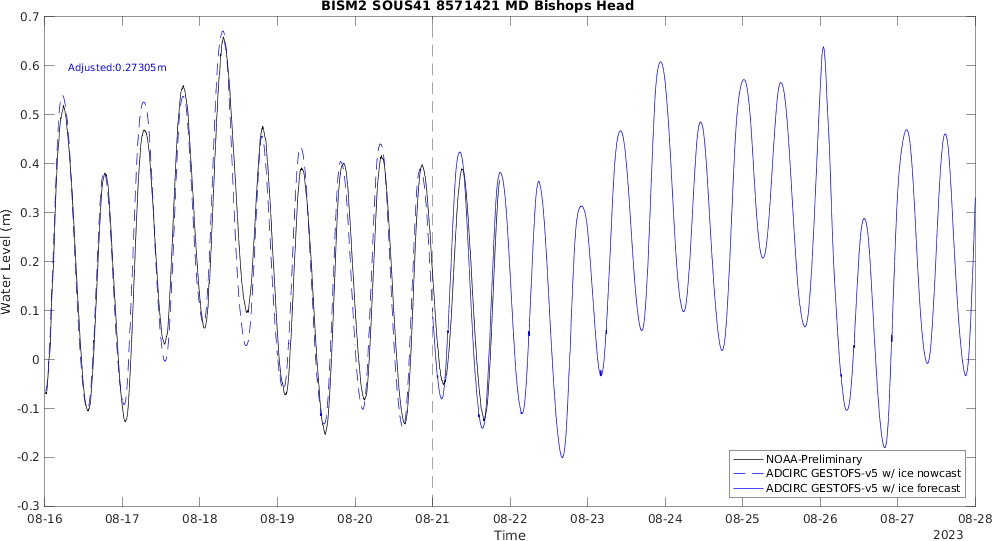 BISM2 SOUS41 8571421 MD Bishops Head
0.7
0.6
0.5
0.4
0.3
0.2
0.1
0
-0.1
-0.2
-0.3
Water Level (m)
Adjusted:0.27305m
NOAA-Preliminary
ADCIRC GESTOFS-v5 w/ ice nowcast
ADCIRC GESTOFS-v5 w/ ice forecast
08-16 08-17 08-18 08-19 08-20 08-21 08-22 08-23 08-24 08-25 08-26 08-27 08-28
Time
2023